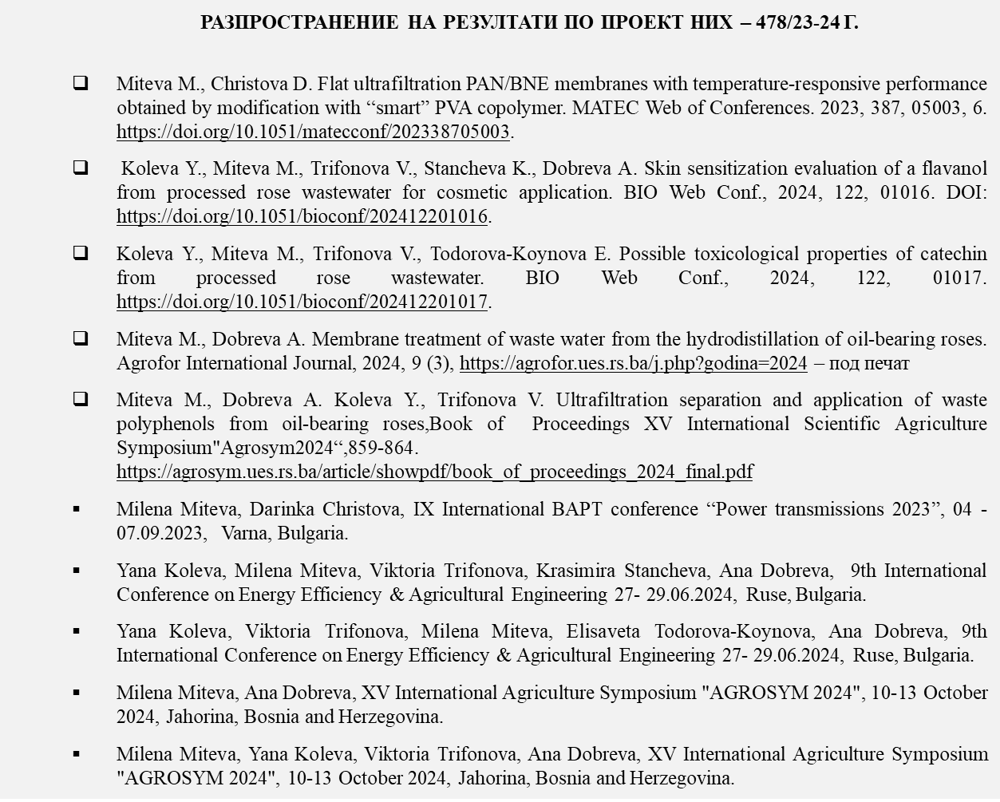 РАЗПРОСТРАНЕНИЕ НА РЕЗУЛТАТИ ПО ПРОЕКТ НИХ – 478/23-24 Г.
Miteva M., Christova D. Flat ultrafiltration PAN/BNE membranes with temperature-responsive performance
obtained by modification with “smart” PVA copolymer. MATEC Web of Conferences. 2023, 387, 05003, 6.
https://doi.org/10.1051/matecconf/202338705003.
Koleva Y., Miteva M., Trifonova V., Stancheva K., Dobreva A. Skin sensitization evaluation of a flavanol
from processed rose wastewater for cosmetic application. BIO Web Conf., 2024, 122, 01016. DOI:
https://doi.org/10.1051/bioconf/202412201016.
Koleva Y., Miteva M., Trifonova V., Todorova-Koynova E. Possible toxicological properties of catechin
from processed rose wastewater. BIO Web Conf., 2024, 122, 01017.
https://doi.org/10.1051/bioconf/202412201017.
Miteva M., Dobreva A. Membrane treatment of waste water from the hydrodistillation of oil-bearing roses.
Agrofor International Journal, 2024, 9 (3), https://agrofor.ues.rs.ba/j.php?godina=2024 – под печат
Miteva M., Dobreva A. Koleva Y., Trifonova V. Ultrafiltration separation and application of waste
polyphenols from oil-bearing roses,Book of Proceedings XV International Scientific Agriculture
Symposium"Agrosym2024“,859-864.
https://agrosym.ues.rs.ba/article/showpdf/book_of_proceedings_2024_final.pdf
Milena Miteva, Darinka Christova, IX International BAPT conference “Power transmissions 2023”, 04 -
07.09.2023, Varna, Bulgaria.
Yana Koleva, Milena Miteva, Viktoria Trifonova, Krasimira Stancheva, Ana Dobreva, 9th International
Conference on Energy Efficiency & Agricultural Engineering 27- 29.06.2024, Ruse, Bulgaria.
Yana Koleva, Viktoria Trifonova, Milena Miteva, Elisaveta Todorova-Koynova, Ana Dobreva, 9th
International Conference on Energy Efficiency & Agricultural Engineering 27- 29.06.2024, Ruse, Bulgaria.
Milena Miteva, Ana Dobreva, XV International Agriculture Symposium "AGROSYM 2024", 10-13 October
2024, Jahorina, Bosnia and Herzegovina.
Milena Miteva, Yana Koleva, Viktoria Trifonova, Ana Dobreva, XV International Agriculture Symposium
"AGROSYM 2024", 10-13 October 2024, Jahorina, Bosnia and Herzegovina.